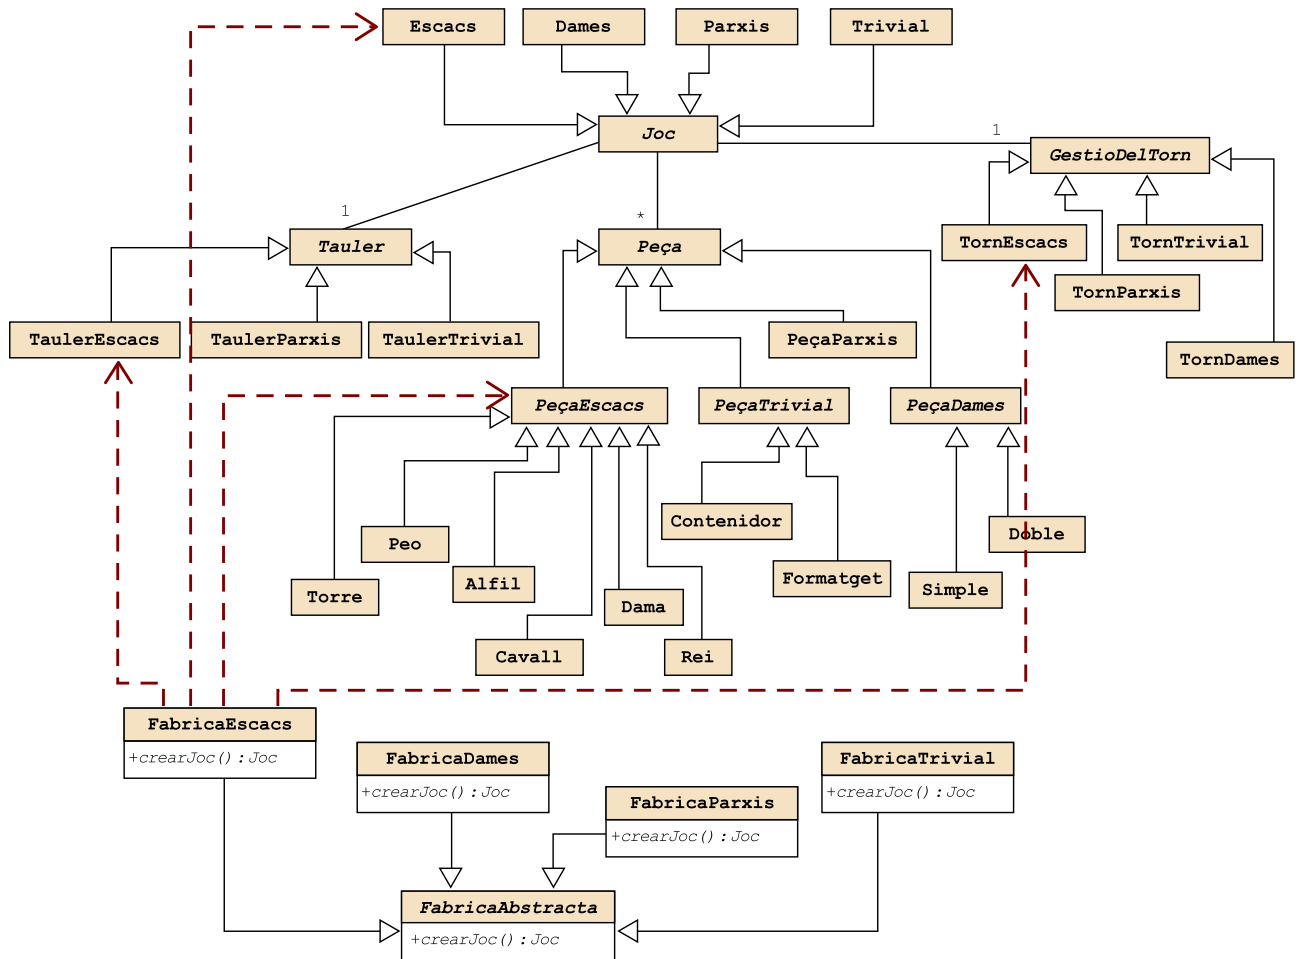 Escacs
Dames
Parxis
Trivial
Joc
1
GestioDelTorn
1
*
Tauler
Peça
TornEscacs
TornTrivial
TornParxis
TaulerEscacs
TaulerParxis
TaulerTrivial
PeçaParxis
TornDames
PeçaEscacs
PeçaTrivial
PeçaDames
Contenidor
Doble
Peo
Formatget
Alfil
Simple
Torre
Dama
Cavall
Rei
FabricaEscacs
+crearJoc():Joc
FabricaDames
+crearJoc():Joc
FabricaTrivial
+crearJoc():Joc
FabricaParxis
+crearJoc():Joc
FabricaAbstracta
+crearJoc():Joc